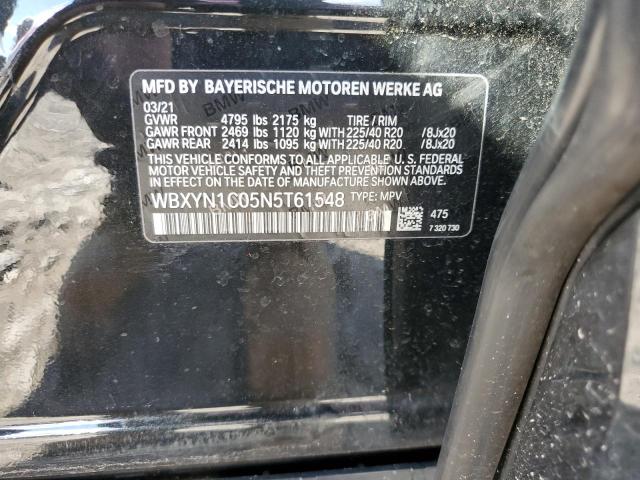 MFD BY BAYERISCHE MOTOREN WERKE AG
03/21
GVWR 4795 lbs 2175 kg TIRE / RIM
GAWR FRONT 2469 lbs 1120 kg WITH 225/40 R20 /8Jx20
GAWR REAR 2414 lbs 1095 kg WITH 225/40 R20 /8Jx20
THIS VEHICLE CONFORMS TO ALL APPLICABLE U. S. FEDERAL
MOTOR VEHICLE SAFETY AND THEFT PREVENTION STANDARDS
IN EFFECT ON THE DATE OF MANUFACTURE SHOWN ABOVE.
WBXYN1C05N5T61548 TYPE: MPV
475
7 320 730